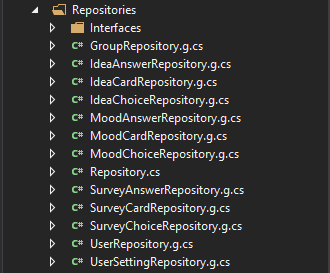 Repositories
Interfaces
C# GroupRepository.g.cs
C# IdeaAnswerRepository.g.cs
C# IdeaCardRepository.g.cs
C# IdeaChoiceRepository.g.cs
C# MoodAnswerRepository.g.cs
C# MoodCardRepository.g.cs
C# MoodChoiceRepository.g.cs
C# Repository.cs
C# SurveyAnswerRepository.g.cs
C# SurveyCardRepository.g.cs
C# SurveyChoiceRepository.g.cs
C# UserRepository.g.cs
C# UserSettingRepository.g.cs